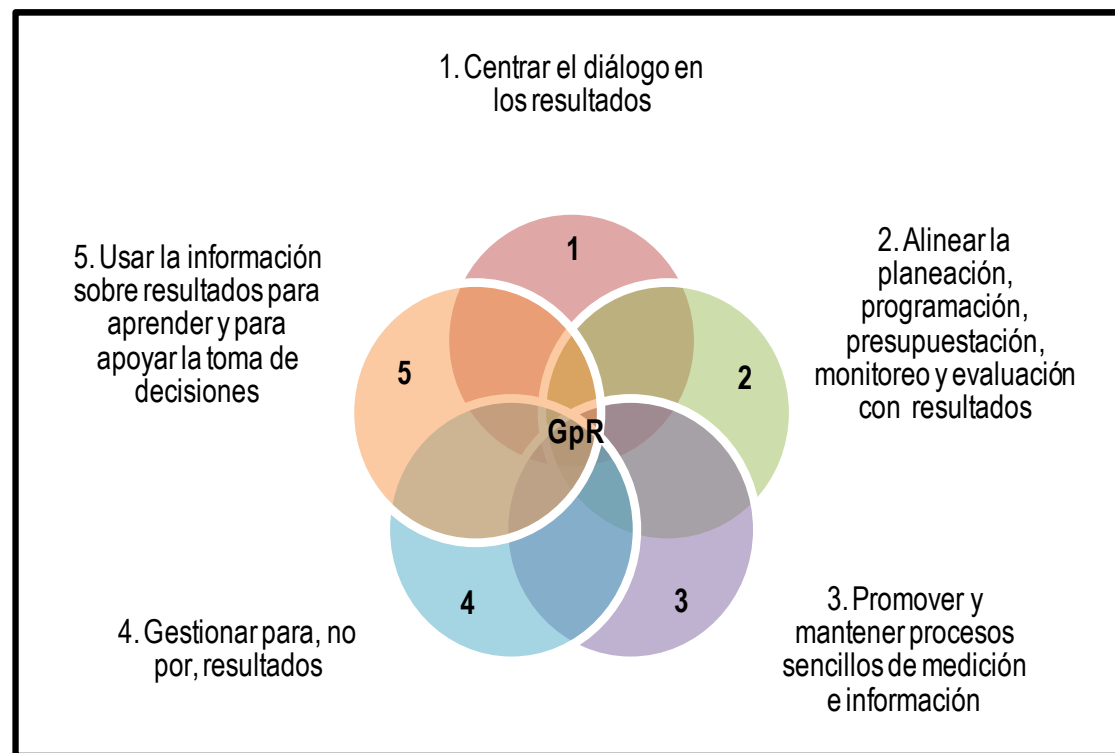 1. Centrar el diálogo en
los resultados
1
2. Alinear la
planeación,
programación,
presupuestación,
monitoreo y evaluación
con resultados
2
3. Promover y
mantener procesos
sencillos de medición
e información
3
4. Gestionar para, no
por, resultados
4
5. Usar la información
sobre resultados para
aprender y para
apoyar la toma de
decisiones
5
GpR